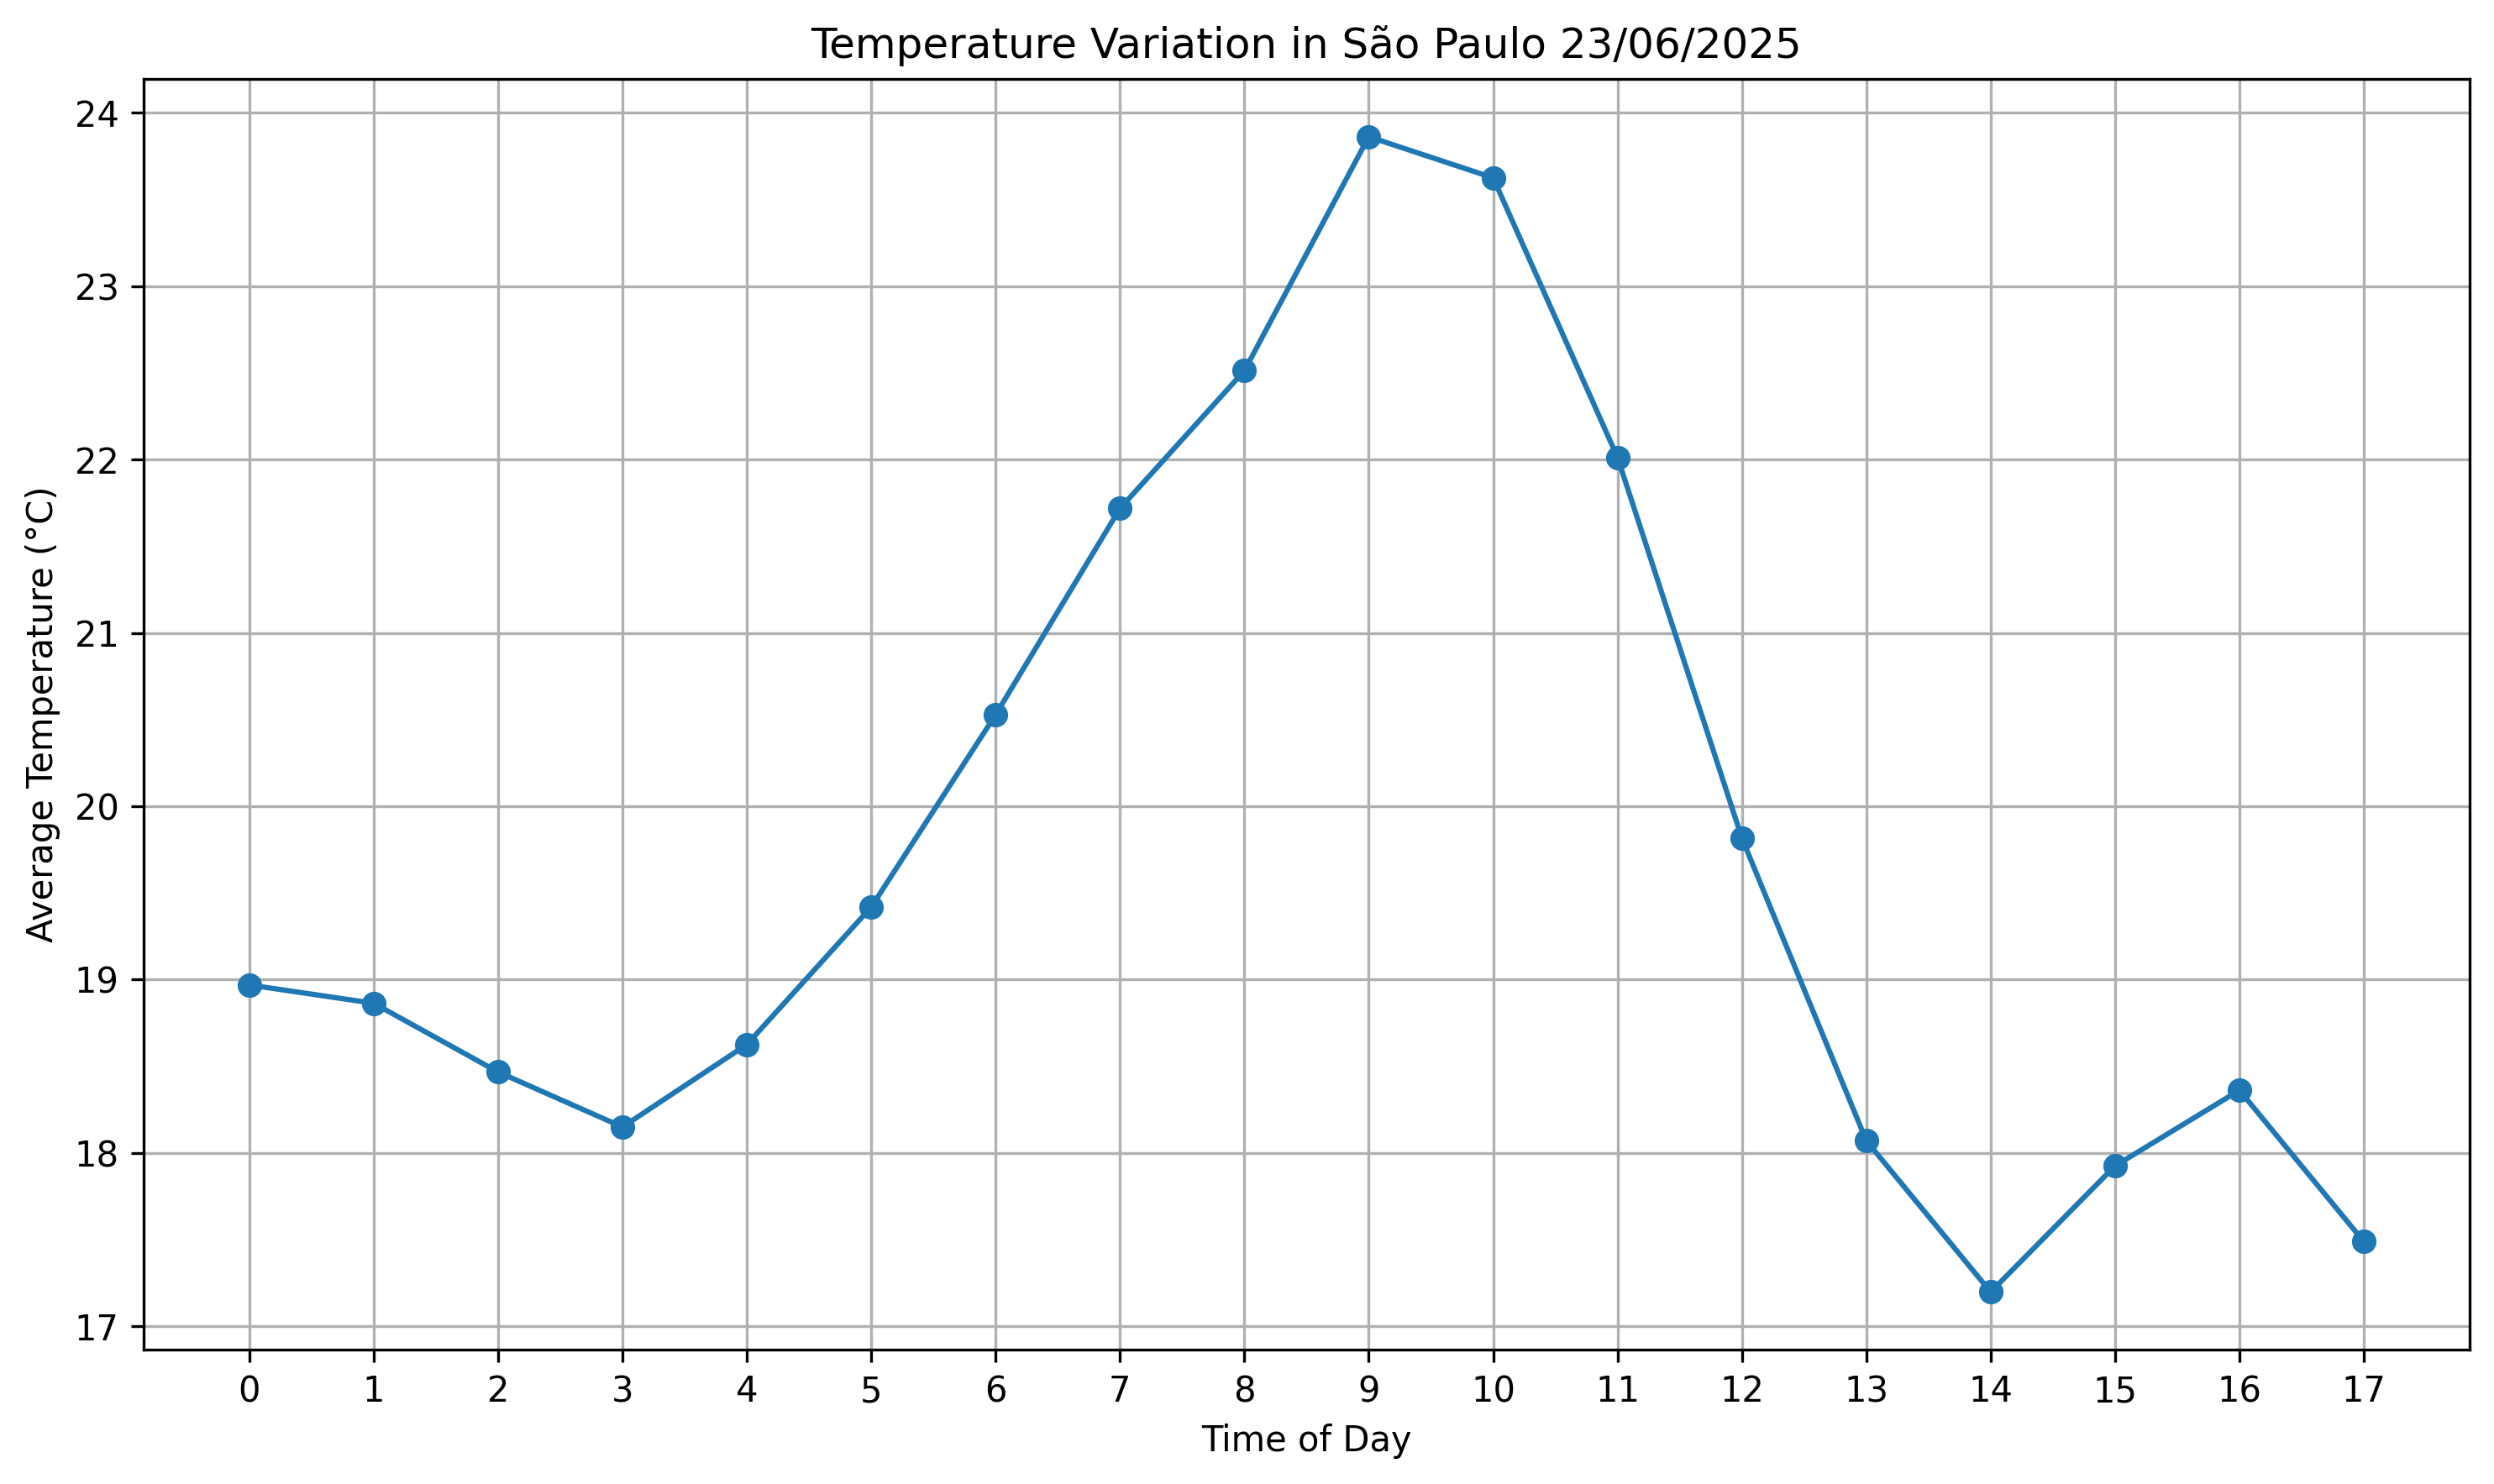 Temperature Variation in São Paulo 23/06/2025
24
23
22
21
20
19
18
17
Average Temperature (°C)
0 1 2 3 4 5 6 7 8 9 10 11 12 13 14 15 16 17
Time of Day